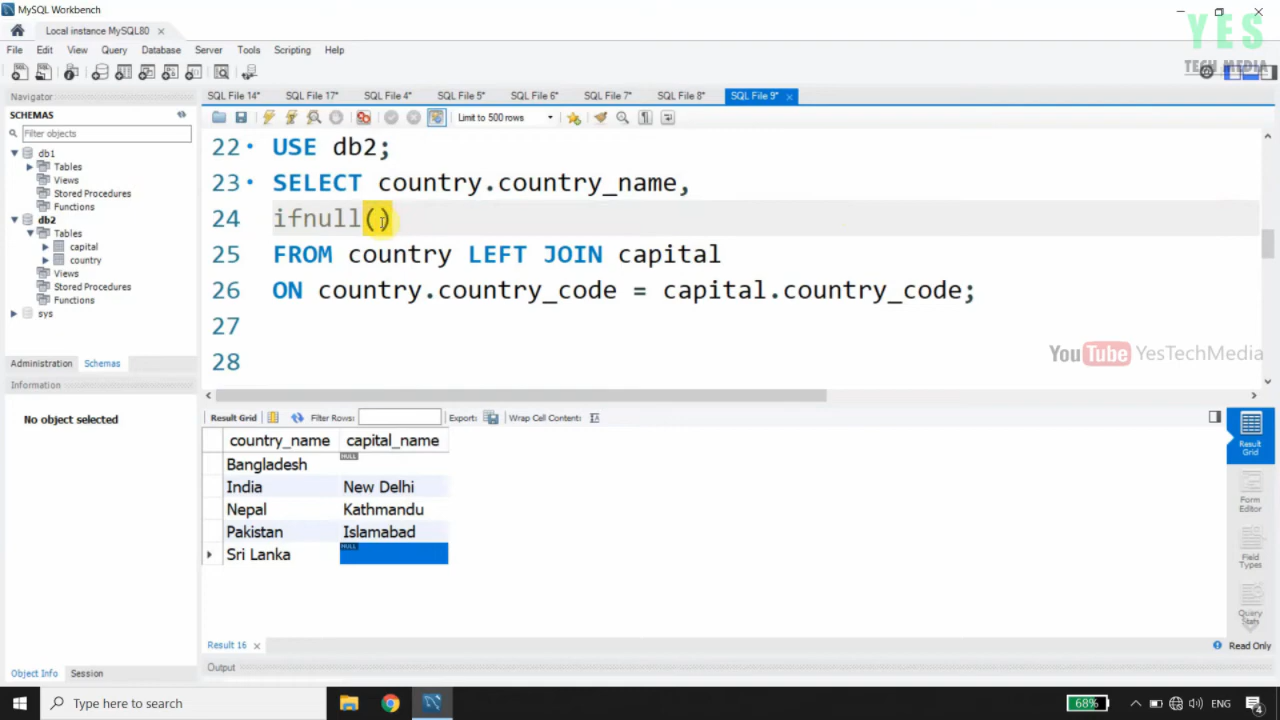 MySQL Workbench
YES
TECH MEDIA
Local instance MySQL80
File Edit View Query Database Server Tools Scripting Help
Navigator
SCHEMAS
Filter objects
db1
Tables
Views
Stored Procedures
Functions
db2
Tables
capital
country
Views
Stored Procedures
Functions
sys
Administration Schemas
Information
No object selected
Object Info Session
SQL File 14* SQL File 17* SQL File 4* SQL File 5* SQL File 6* SQL File 7* SQL File 8* SQL File 9*
Limit to 500 rows
22 USE db2;
23 SELECT country.country_name,
24 ifnull()
25 FROM country LEFT JOIN capital
26 ON country.country_code = capital.country_code;
27
28
YouTube YesTechMedia
Result Grid Filter Rows: Export: Wrap Cell Content:
country_name capital_name
Bangladesh NULL
India New Delhi
Nepal Kathmandu
Pakistan Islamabad
Sri Lanka NULL
Result Grid
Form Editor
Field Types
Query Stats
Result 16
Read Only
Output
Type here to search
68%
ENG
4